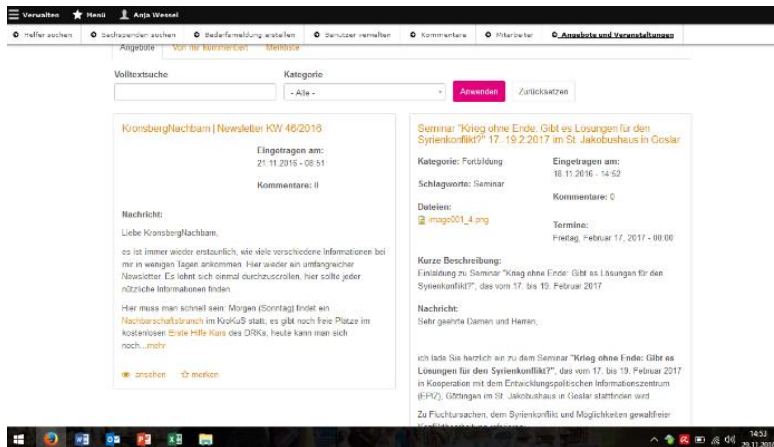 Verwalten Menü Anja Wessel
Helfer suchen Sachspenden suchen Bedarfsmeldung erstellen Benutzer verwalten Kommentare Mitarbeiter Angebote und Veranstaltungen
Angebote Von mir kommentiert Merkliste
Volltextsuche Kategorie
- Alle - Anwenden Zurücksetzen
KronsbergNachbarn | Newsletter KW 46/2016
Eingetragen am:
21.11.2016 - 08:51
Kommentare: 0
Nachricht:
Liebe KronsbergNachbarn,
es ist immer wieder erstaunlich, wie viele verschiedene Informationen bei
mir in wenigen Tagen ankommen. Hier wieder ein umfangreicher
Newsletter. Es lohnt sich einmal durchzuscrollen, hier sollte jeder
nützliche Informationen finden.
Hier muss man schnell sein: Morgen (Sonntag) findet ein
Nachbarschaftsbrunch im KroKuS statt, es gibt noch freie Plätze im
kostenlosen Erste Hilfe Kurs des DRKs, heute kann man sich
noch...mehr
ansehen merken
Seminar "Krieg ohne Ende: Gibt es Lösungen für den
Syrienkonflikt?" 17. 19.2.2017 im St. Jakobushaus in Goslar
Kategorie: Fortbildung
Schlagworte: Seminar
Dateien:
image001_4.png
Eingetragen am:
18.11.2016 - 14:52
Kommentare: 0
Termine:
Freitag, Februar 17, 2017 - 00:00
Kurze Beschreibung:
Einladung zu Seminar "Krieg ohne Ende: Gibt es Lösungen für den
Syrienkonflikt?", das vom 17. bis 19. Februar 2017
Nachricht:
Sehr geehrte Damen und Herren,
ich lade Sie herzlich ein zu dem Seminar "Krieg ohne Ende: Gibt es
Lösungen für den Syrienkonflikt?", das vom 17. bis 19. Februar 2017
in Kooperation mit dem Entwicklungspolitischen Informationszentrum
(EPIZ), Göttingen im St. Jakobushaus in Goslar stattfinden wird.
Zu Fluchtursachen, dem Syrienkonflikt und Möglichkeiten gewaltfreier
14:53
29.11.2016